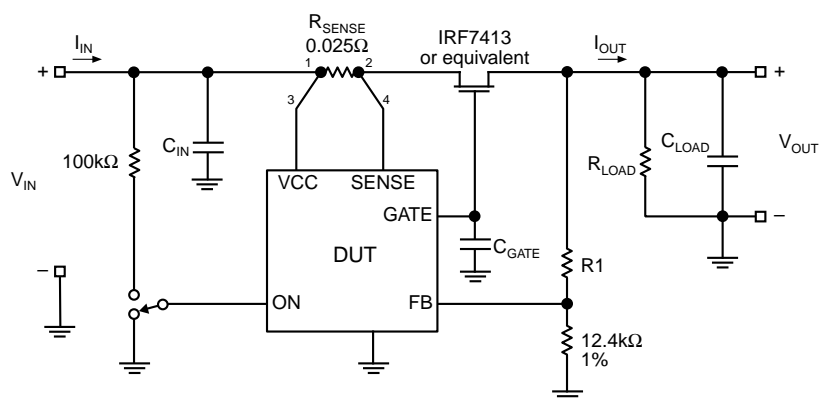 R_SENSE
0.025Ω
IRF7413
or equivalent
I_IN
I_OUT
+
1
2
+
3
4
C_IN
100kΩ
C_LOAD
R_LOAD
V_OUT
V_IN
VCC
SENSE
GATE
−
DUT
C_GATE
R1
−
ON
FB
12.4kΩ
1%